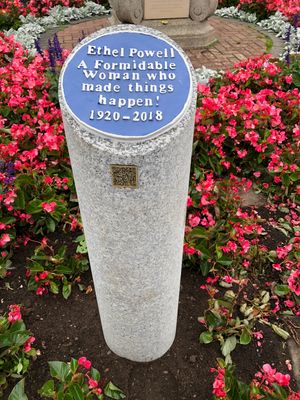 Ethel Powell
A Formidable
Woman who
made things
happen!
1920-2018